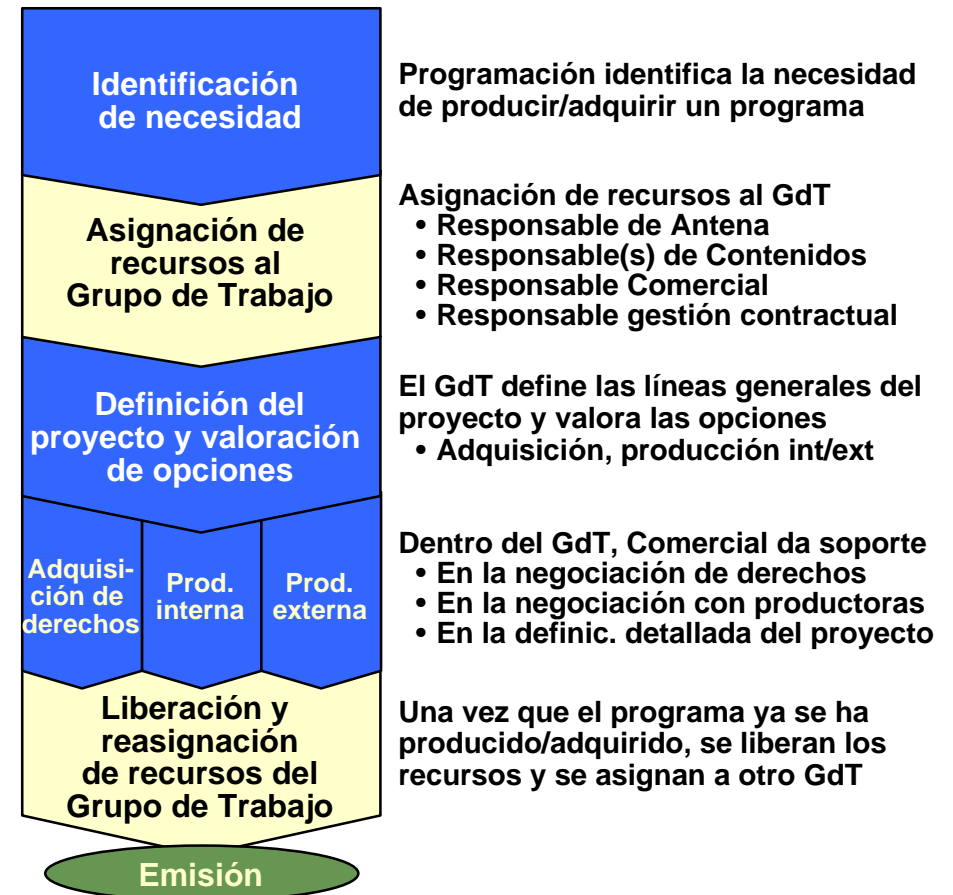 Identificación
de necesidad
Programación identifica la necesidad
de producir/adquirir un programa
Asignación de
recursos al
Grupo de Trabajo
Asignación de recursos al GdT
• Responsable de Antena
• Responsable(s) de Contenidos
• Responsable Comercial
• Responsable gestión contractual
Definición del
proyecto y valoración
de opciones
El GdT define las líneas generales del
proyecto y valora las opciones
• Adquisición, producción int/ext
Adquisi-
ción de
derechos
Prod.
interna
Prod.
externa
Dentro del GdT, Comercial da soporte
• En la negociación de derechos
• En la negociación con productoras
• En la definic. detallada del proyecto
Liberación y
reasignación
de recursos del
Grupo de Trabajo
Una vez que el programa ya se ha
producido/adquirido, se liberan los
recursos y se asignan a otro GdT
Emisión